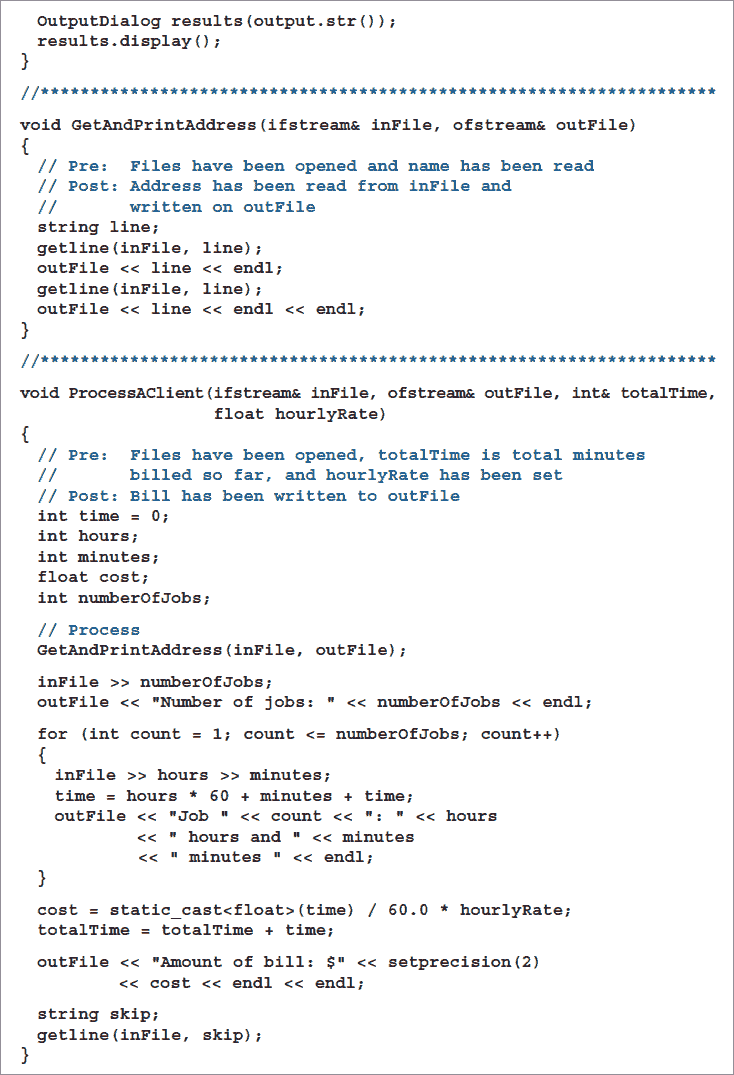 OutputDialog results(output.str());
results.display();
}
//********************************************************************
void GetAndPrintAddress(ifstream& inFile, ofstream& outFile)
{
// Pre:  Files have been opened and name has been read
// Post: Address has been read from inFile and
//       written on outFile
string line;
getline(inFile, line);
outFile << line << endl;
getline(inFile, line);
outFile << line << endl << endl;
}
//********************************************************************
void ProcessAClient(ifstream& inFile, ofstream& outFile, int& totalTime,
float hourlyRate)
{
// Pre:  Files have been opened, totalTime is total minutes
//       billed so far, and hourlyRate has been set
// Post: Bill has been written to outFile
int time = 0;
int hours;
int minutes;
float cost;
int numberOfJobs;
// Process
GetAndPrintAddress(inFile, outFile);
inFile >> numberOfJobs;
outFile << "Number of jobs: " << numberOfJobs << endl;
for (int count = 1; count <= numberOfJobs; count++)
{
inFile >> hours >> minutes;
time = hours * 60 + minutes + time;
outFile << "Job " << count << ": " << hours
<< " hours and " << minutes
<< " minutes " << endl;
}
cost = static_cast<float>(time) / 60.0 * hourlyRate;
totalTime = totalTime + time;
outFile << "Amount of bill: $" << setprecision(2)
<< cost << endl << endl;
string skip;
getline(inFile, skip);
}